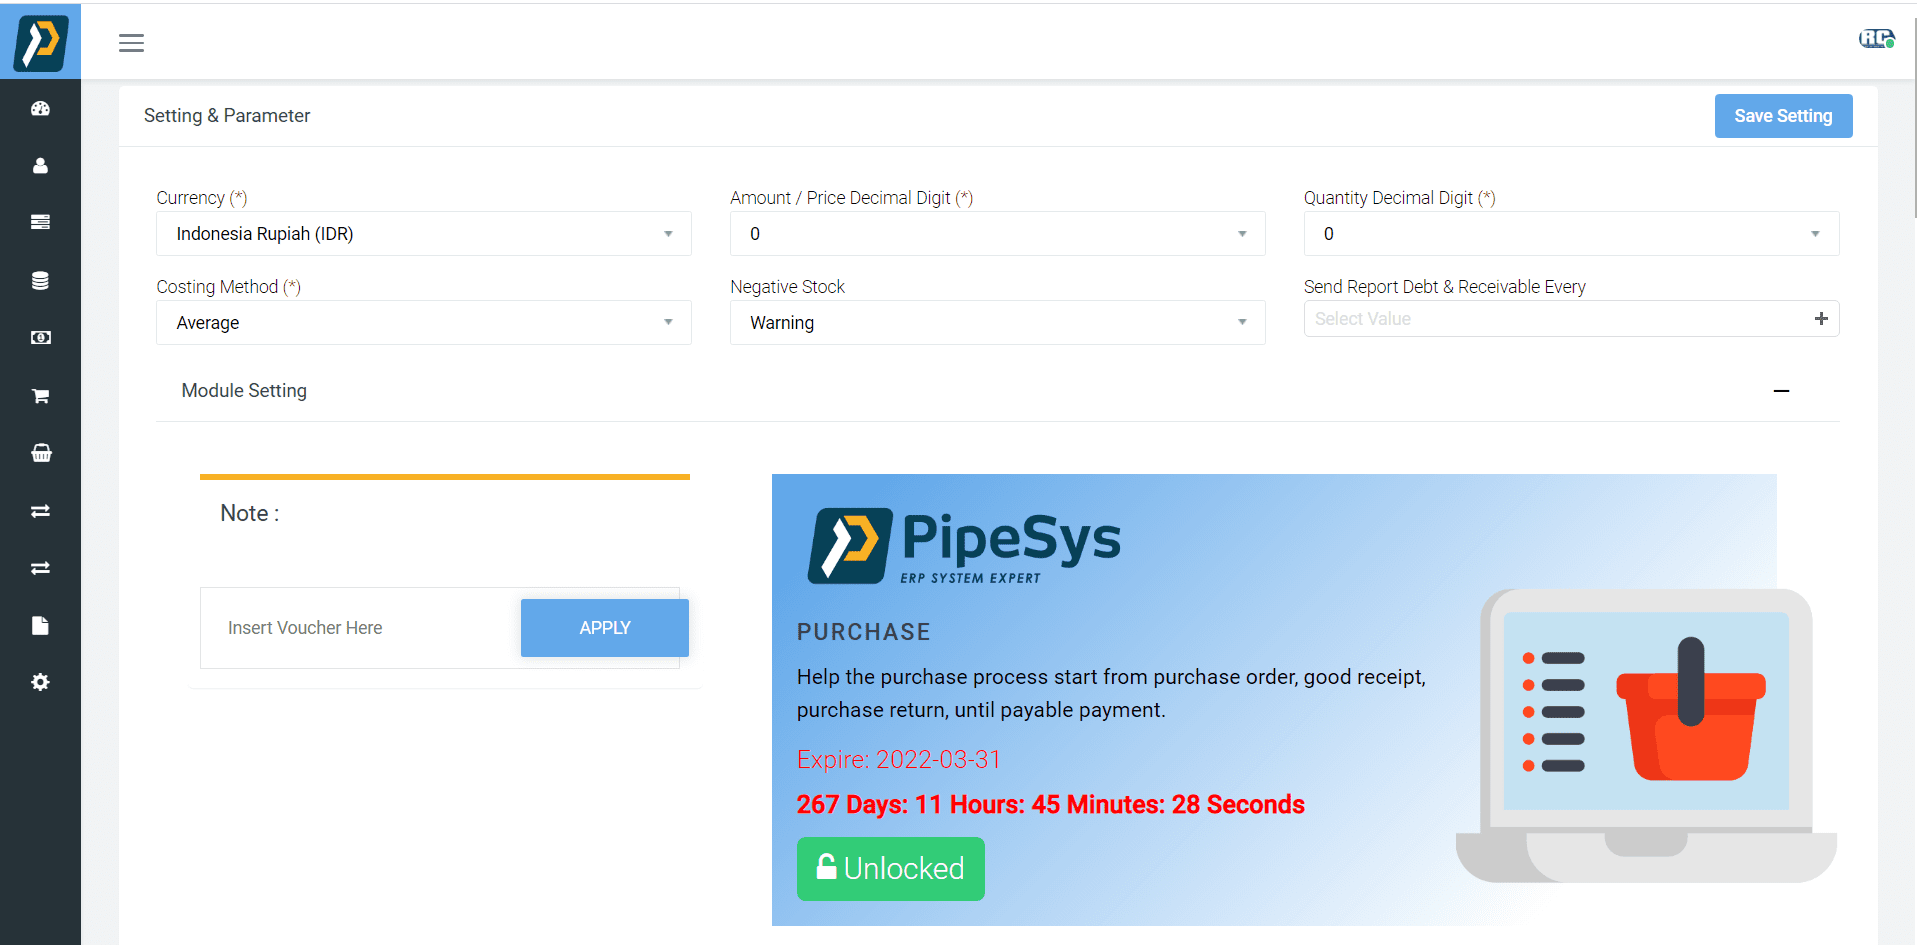 RC
Setting & Parameter
Save Setting
Currency (*)
Amount / Price Decimal Digit (*)
Quantity Decimal Digit (*)
Indonesia Rupiah (IDR)
0
0
Costing Method (*)
Negative Stock
Send Report Debt & Receivable Every
Average
Warning
Select Value
Module Setting
Note :
Insert Voucher Here
APPLY
PipeSys
ERP SYSTEM EXPERT
PURCHASE
Help the purchase process start from purchase order, good receipt,
purchase return, until payable payment.
Expire: 2022-03-31
267 Days: 11 Hours: 45 Minutes: 28 Seconds
Unlocked